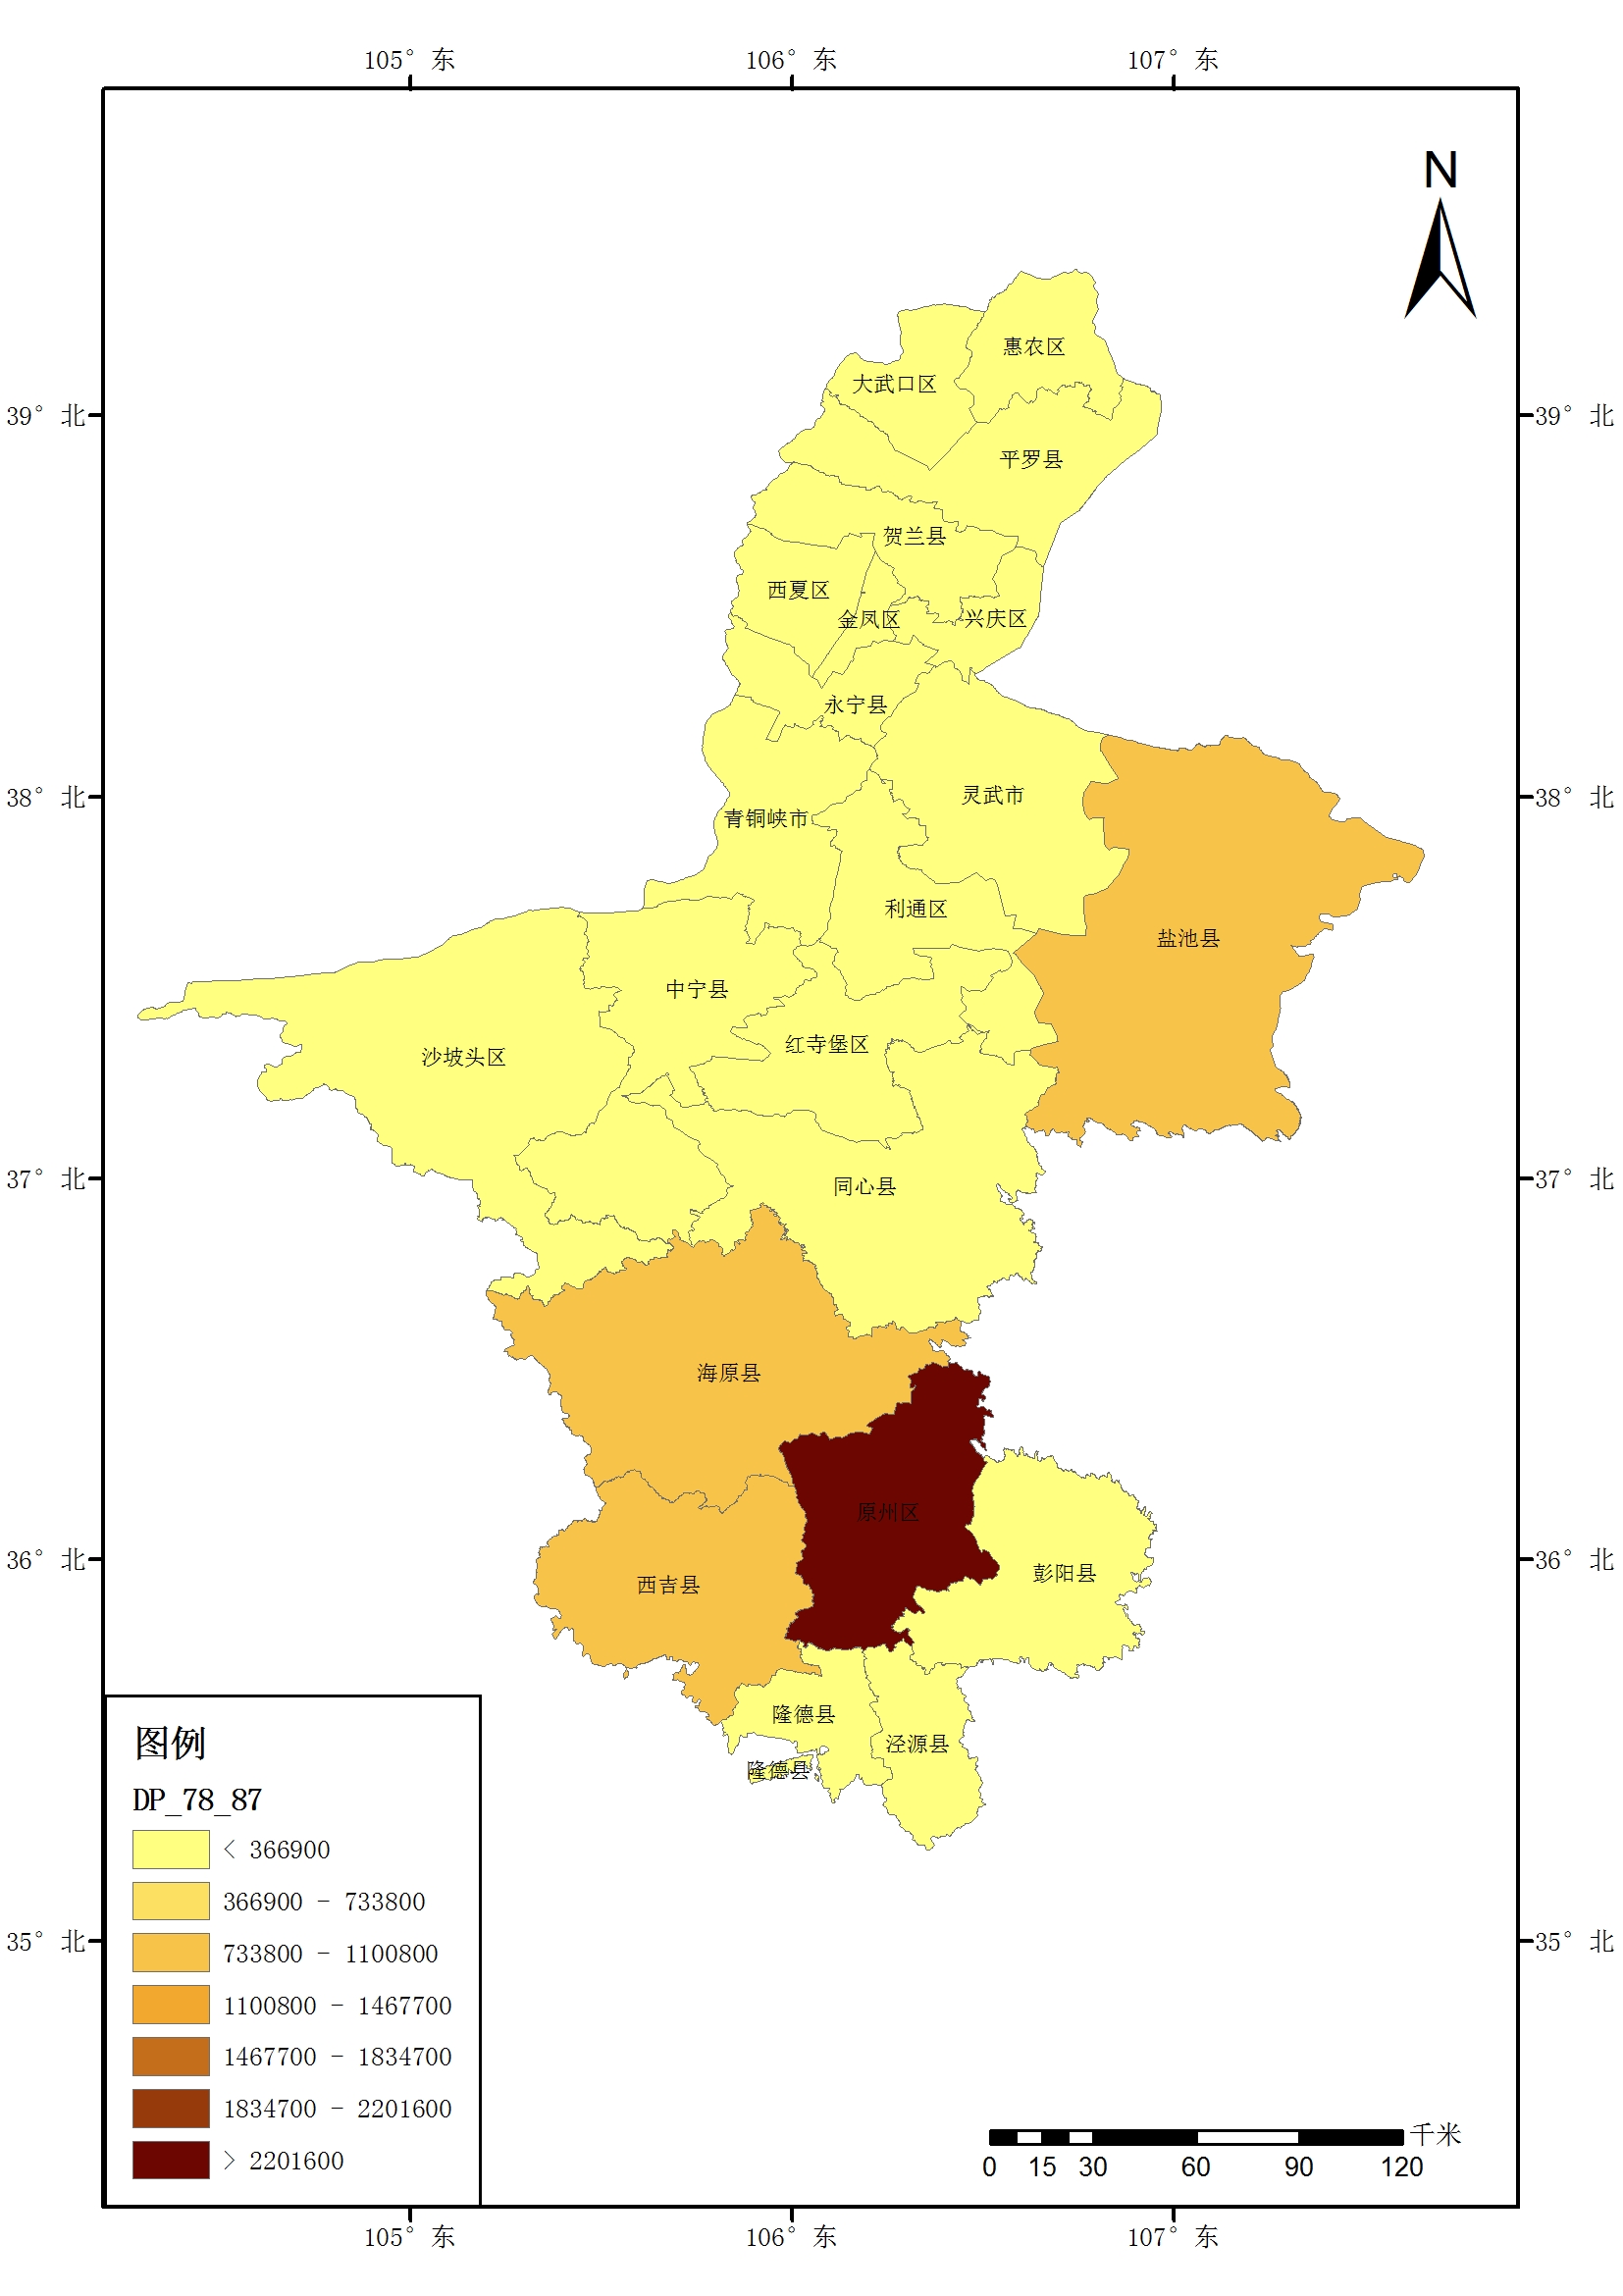 105° 东
106° 东
107° 东
N
惠农区
大武口区
39° 北
39° 北
平罗县
贺兰县
西夏区
金凤区
兴庆区
永宁县
38° 北
灵武市
38° 北
青铜峡市
利通区
盐池县
中宁县
红寺堡区
沙坡头区
37° 北
同心县
37° 北
海原县
原州区
36° 北
彭阳县
36° 北
西吉县
隆德县
泾源县
隆德县
图例
DP_78_87
< 366900
366900 - 733800
35° 北
35° 北
733800 - 1100800
1100800 - 1467700
1467700 - 1834700
1834700 - 2201600
> 2201600
千米
0 15 30 60 90 120
105° 东
106° 东
107° 东